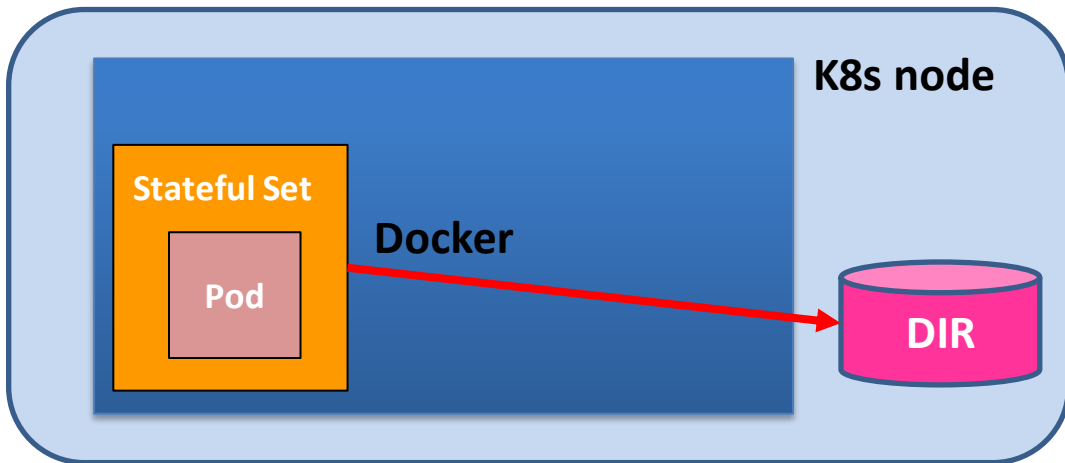 K8s node
Stateful Set
Docker
Pod
DIR